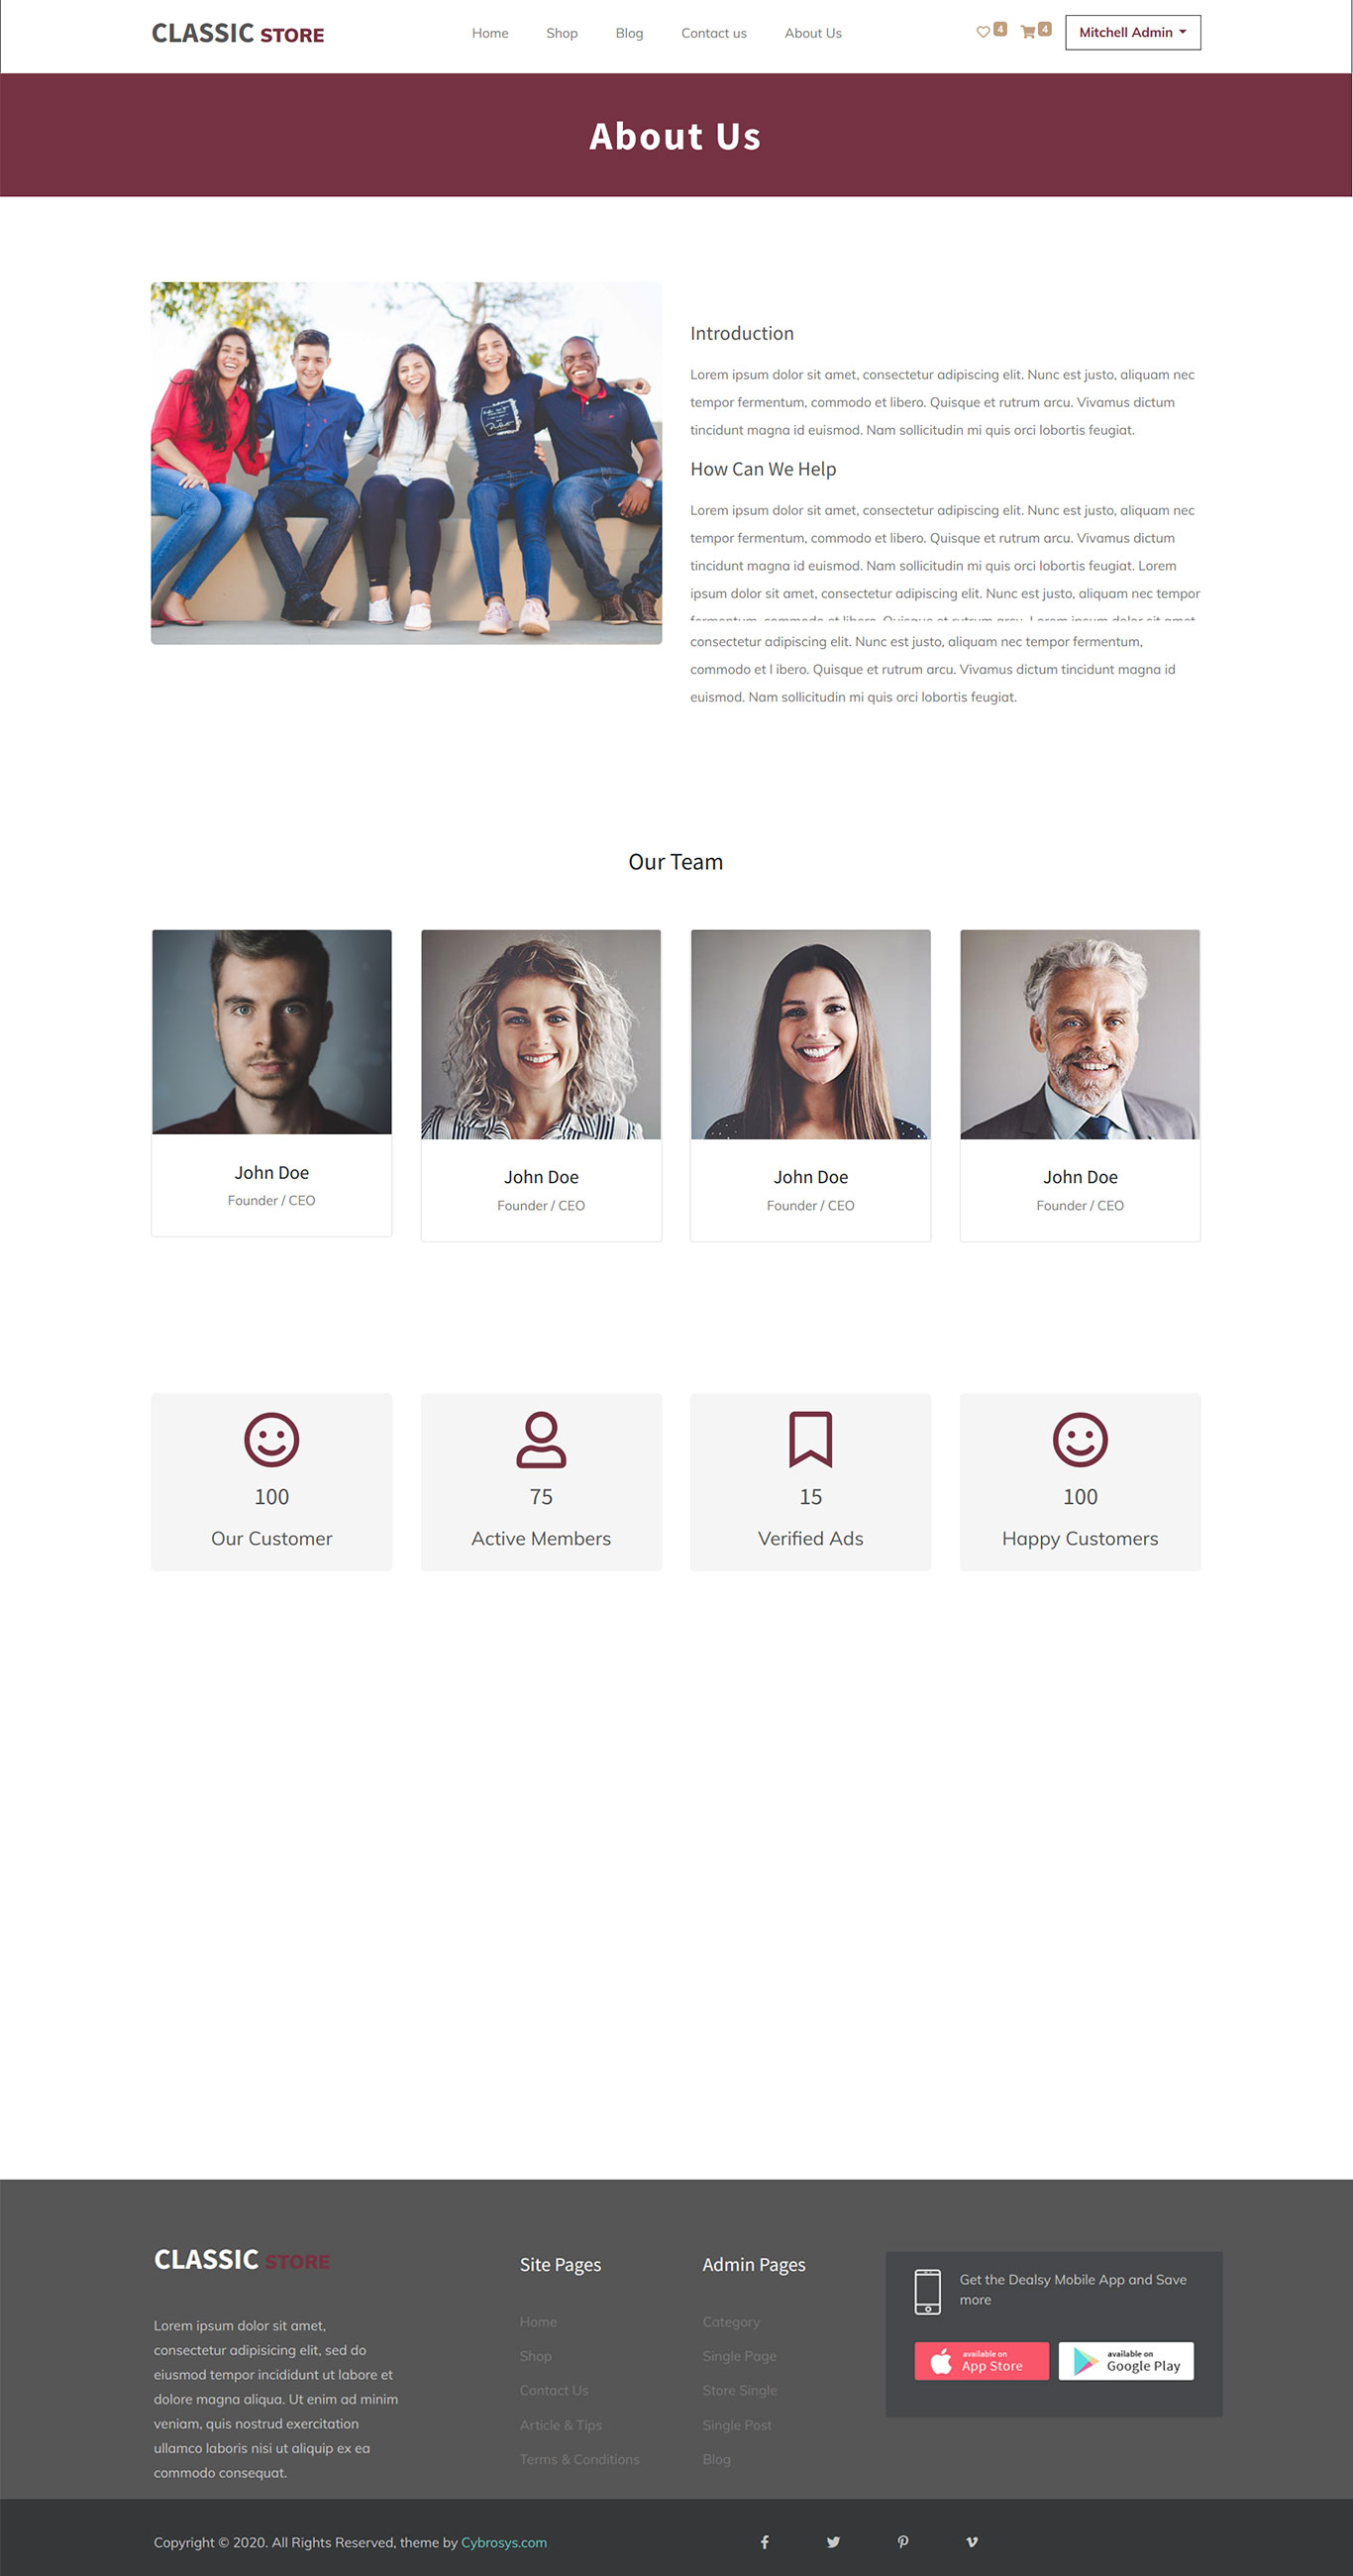 CLASSIC STORE
Home Shop Blog Contact us About Us
4 4 Mitchell Admin
About Us
Introduction
Lorem ipsum dolor sit amet, consectetur adipiscing elit. Nunc est justo, aliquam nec
tempor fermentum, commodo et libero. Quisque et rutrum arcu. Vivamus dictum
tincidunt magna id euismod. Nam sollicitudin mi quis orci lobortis feugiat.
How Can We Help
Lorem ipsum dolor sit amet, consectetur adipiscing elit. Nunc est justo, aliquam nec
tempor fermentum, commodo et libero. Quisque et rutrum arcu. Vivamus dictum
tincidunt magna id euismod. Nam sollicitudin mi quis orci lobortis feugiat. Lorem
ipsum dolor sit amet, consectetur adipiscing elit. Nunc est justo, aliquam nec tempor
fermentum, commodo et libero. Quisque et rutrum arcu. Lorem ipsum dolor sit amet,
consectetur adipiscing elit. Nunc est justo, aliquam nec tempor fermentum,
commodo et l ibero. Quisque et rutrum arcu. Vivamus dictum tincidunt magna id
euismod. Nam sollicitudin mi quis orci lobortis feugiat.
Our Team
John Doe
Founder / CEO
John Doe
Founder / CEO
John Doe
Founder / CEO
John Doe
Founder / CEO
100
Our Customer
75
Active Members
15
Verified Ads
100
Happy Customers
CLASSIC STORE
Lorem ipsum dolor sit amet,
consectetur adipisicing elit, sed do
eiusmod tempor incididunt ut labore et
dolore magna aliqua. Ut enim ad minim
veniam, quis nostrud exercitation
ullamco laboris nisi ut aliquip ex ea
commodo consequat.
Site Pages
Home
Shop
Contact Us
Article & Tips
Terms & Conditions
Admin Pages
Category
Single Page
Store Single
Single Post
Blog
Get the Dealsy Mobile App and Save
more
available on
App Store
available on
Google Play
Copyright © 2020. All Rights Reserved, theme by Cybrosys.com